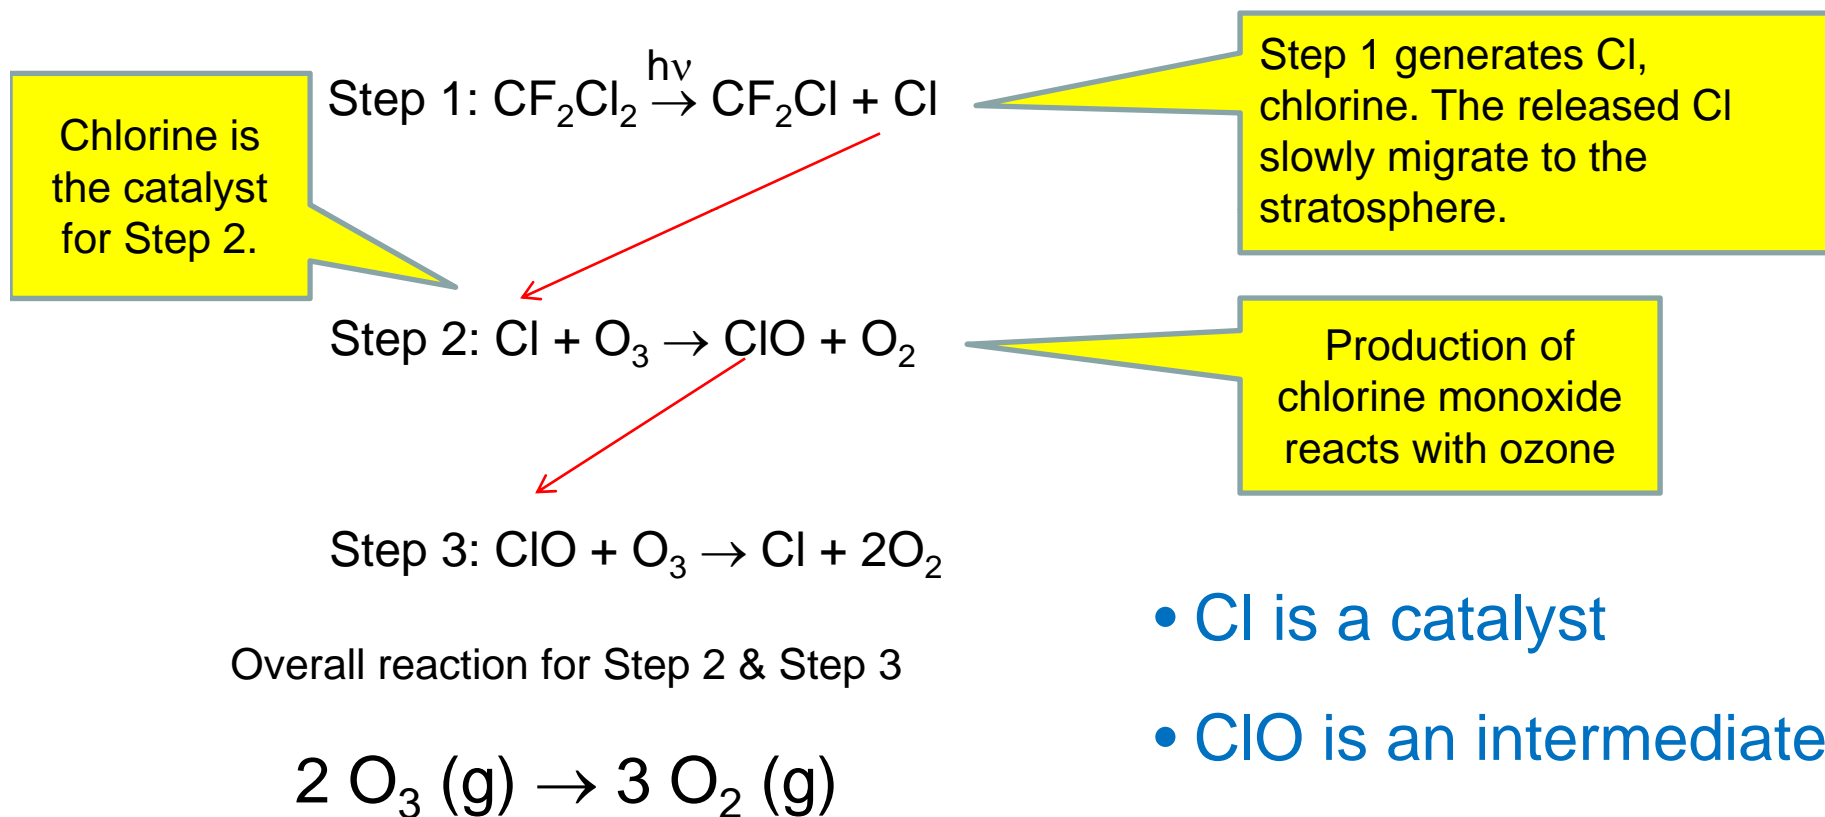 hν
Step 1: CF₂Cl₂ → CF₂Cl + Cl
Step 1 generates Cl,
chlorine. The released Cl
slowly migrate to the
stratosphere.
Chlorine is
the catalyst
for Step 2.
Step 2: Cl + O₃ → ClO + O₂
Production of
chlorine monoxide
reacts with ozone
Step 3: ClO + O₃ → Cl + 2O₂
Overall reaction for Step 2 & Step 3
2 O₃ (g) → 3 O₂ (g)
• Cl is a catalyst
• ClO is an intermediate